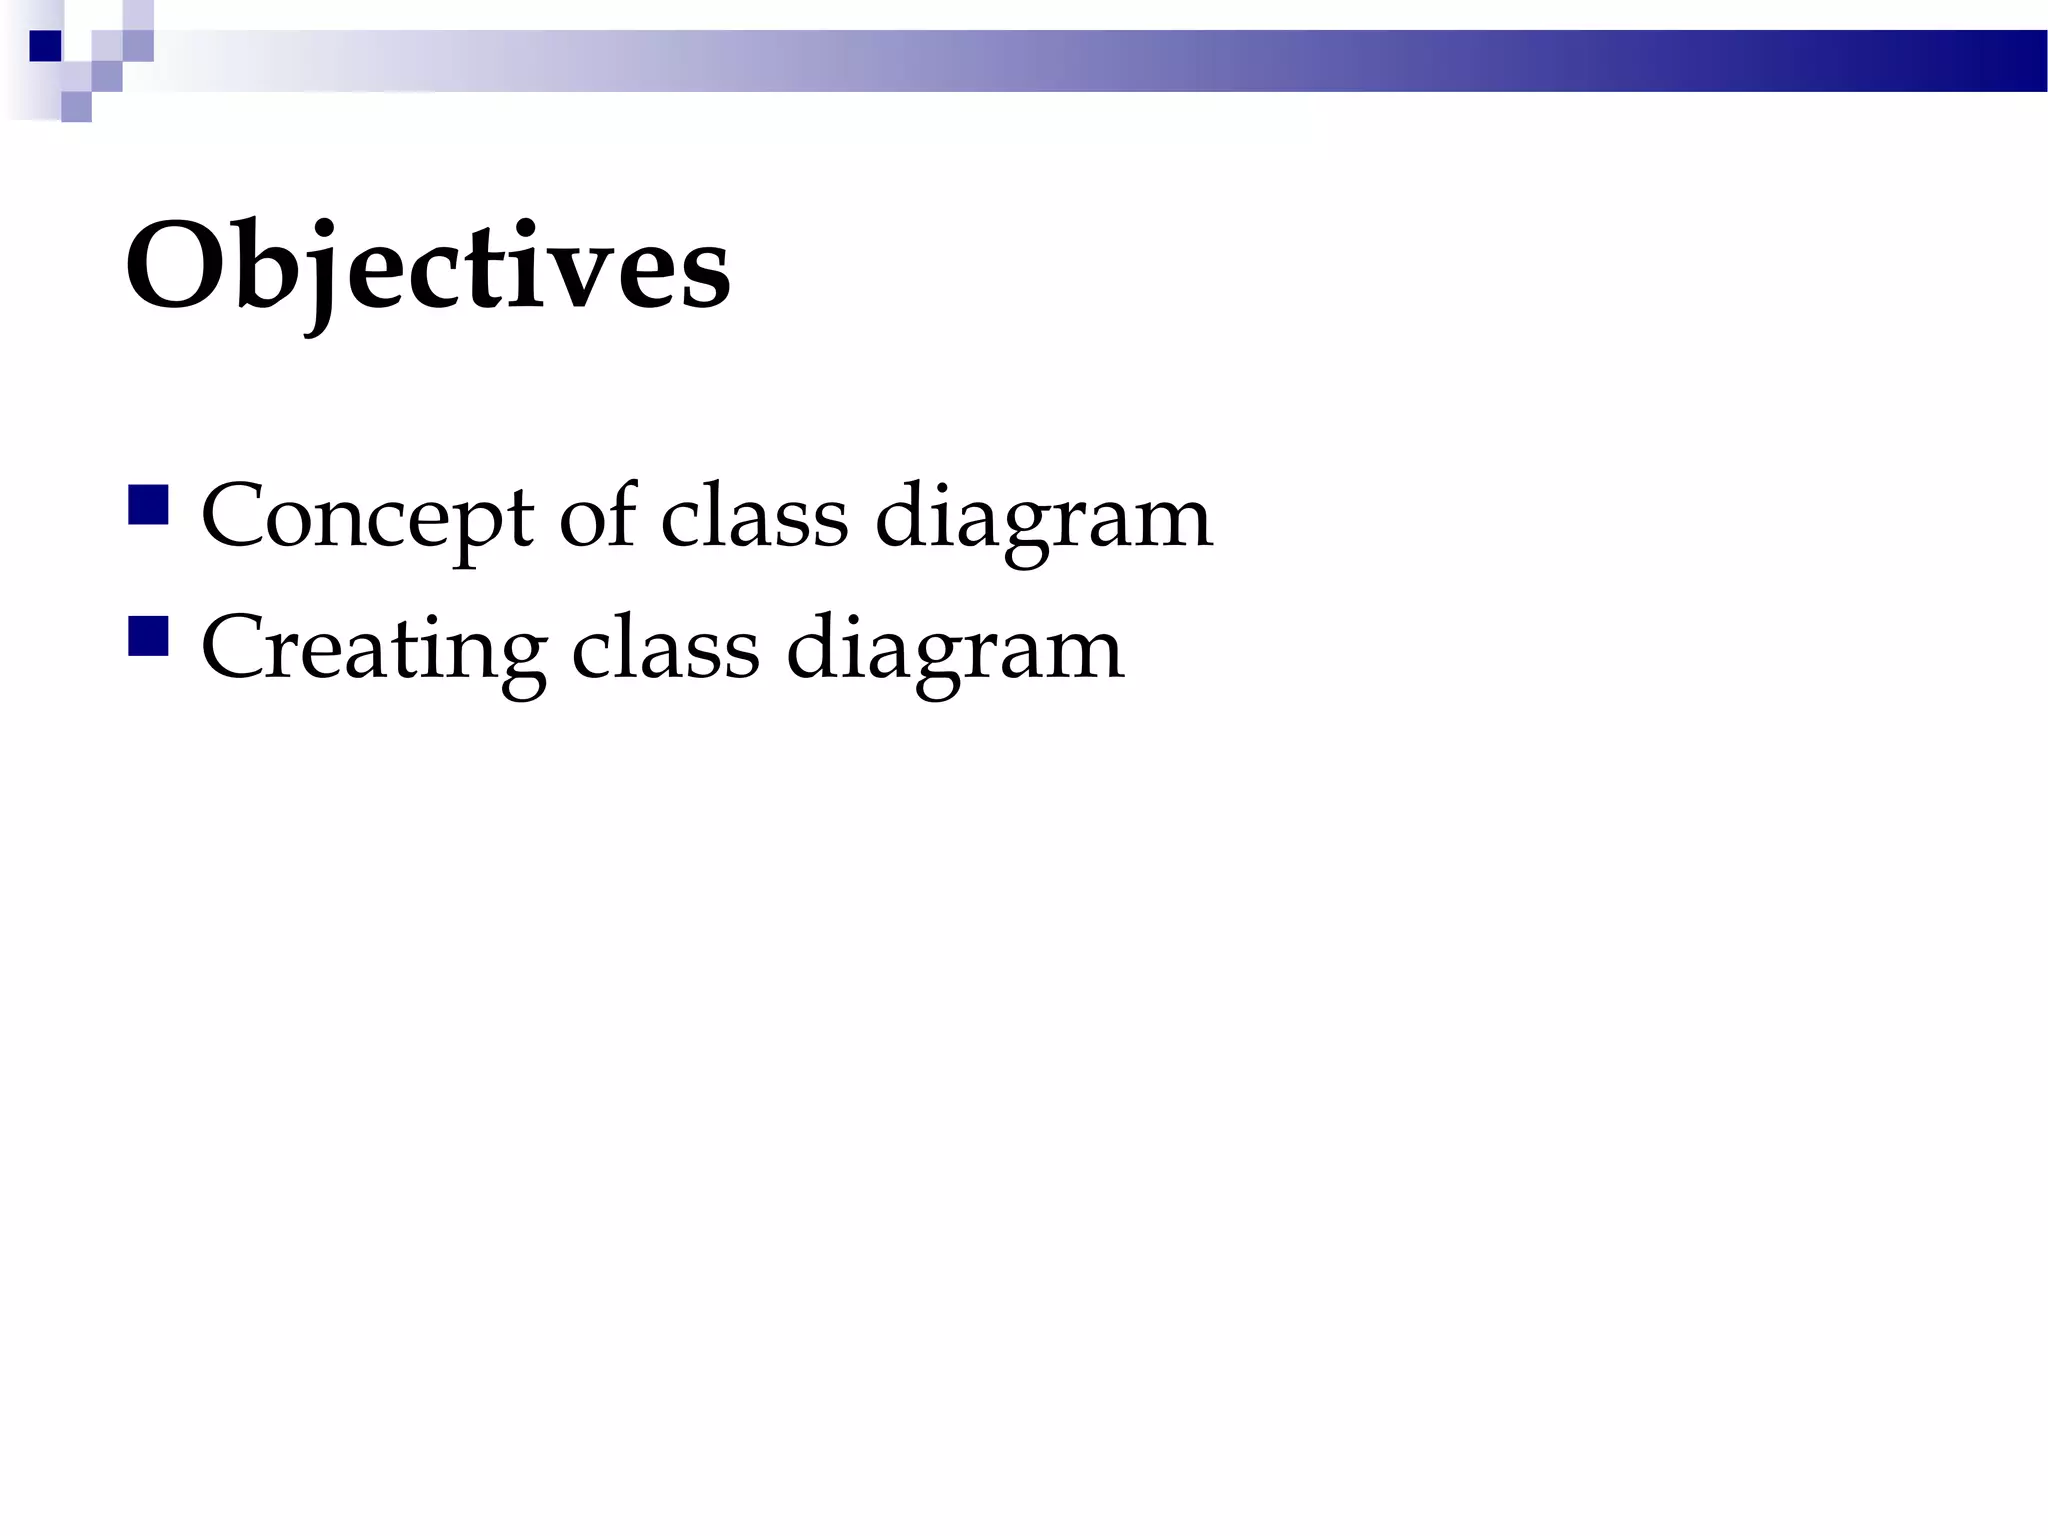 Objectives
Concept of class diagram
Creating class diagram